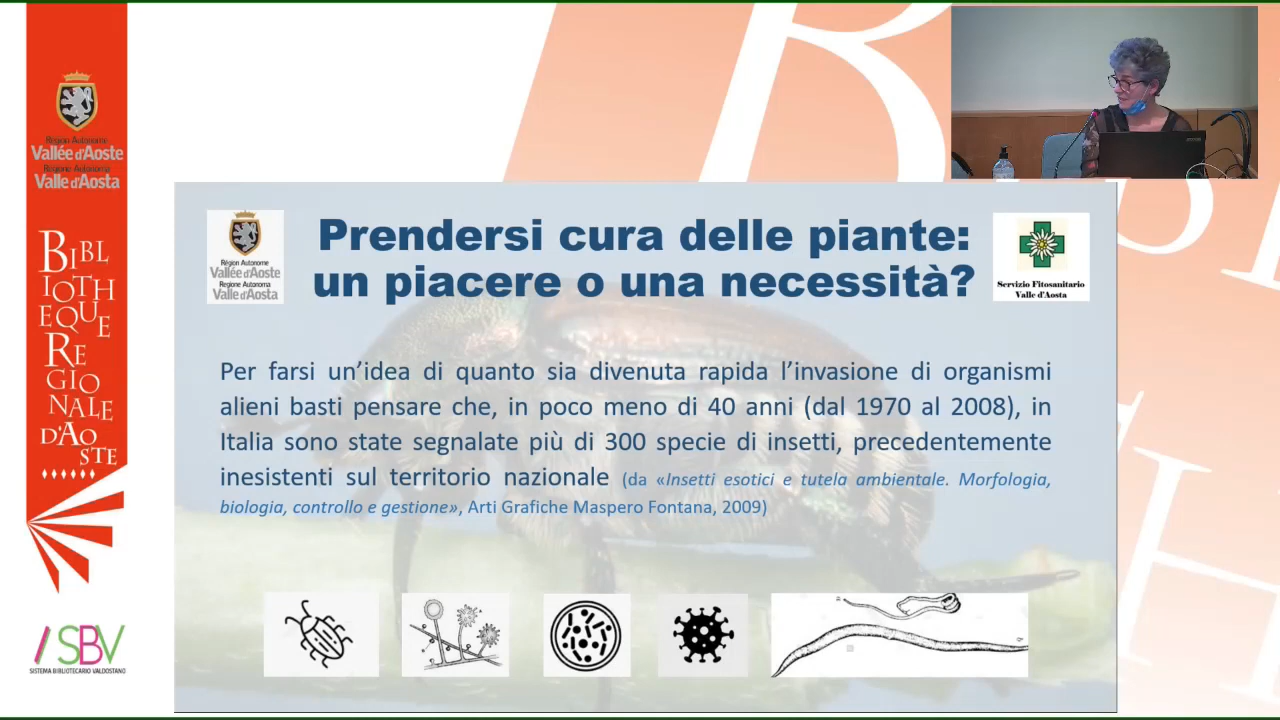 Région Autonome
Vallée d'Aoste
Regione Autonoma
Valle d'Aosta
BIBL
IOTH
EQUE
RE
GIO
NALE
D'AO
STE
/SBV
SISTEMA BIBLIOTECARIO VALDOSTANO
Région Autonome
Vallée d'Aoste
Regione Autonoma
Valle d'Aosta
Prendersi cura delle piante:
un piacere o una necessità?
Servizio Fitosanitario
Valle d'Aosta
Per farsi un'idea di quanto sia divenuta rapida l'invasione di organismi
alieni basti pensare che, in poco meno di 40 anni (dal 1970 al 2008), in
Italia sono state segnalate più di 300 specie di insetti, precedentemente
inesistenti sul territorio nazionale (da «Insetti esotici e tutela ambientale. Morfologia,
biologia, controllo e gestione», Arti Grafiche Maspero Fontana, 2009)